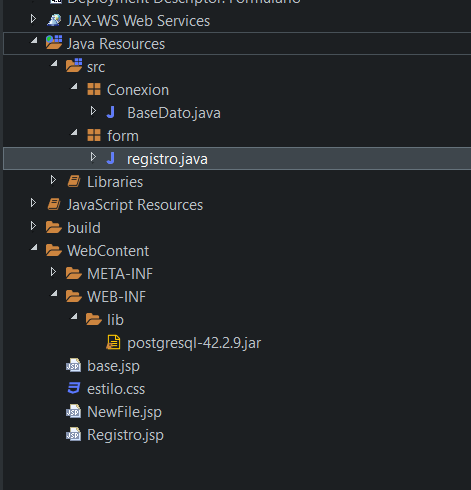 Deployment Descriptor: Formulario
JAX-WS Web Services
Java Resources
src
Conexion
BaseDato.java
form
registro.java
Libraries
JavaScript Resources
build
WebContent
META-INF
WEB-INF
lib
postgresql-42.2.9.jar
base.jsp
estilo.css
NewFile.jsp
Registro.jsp